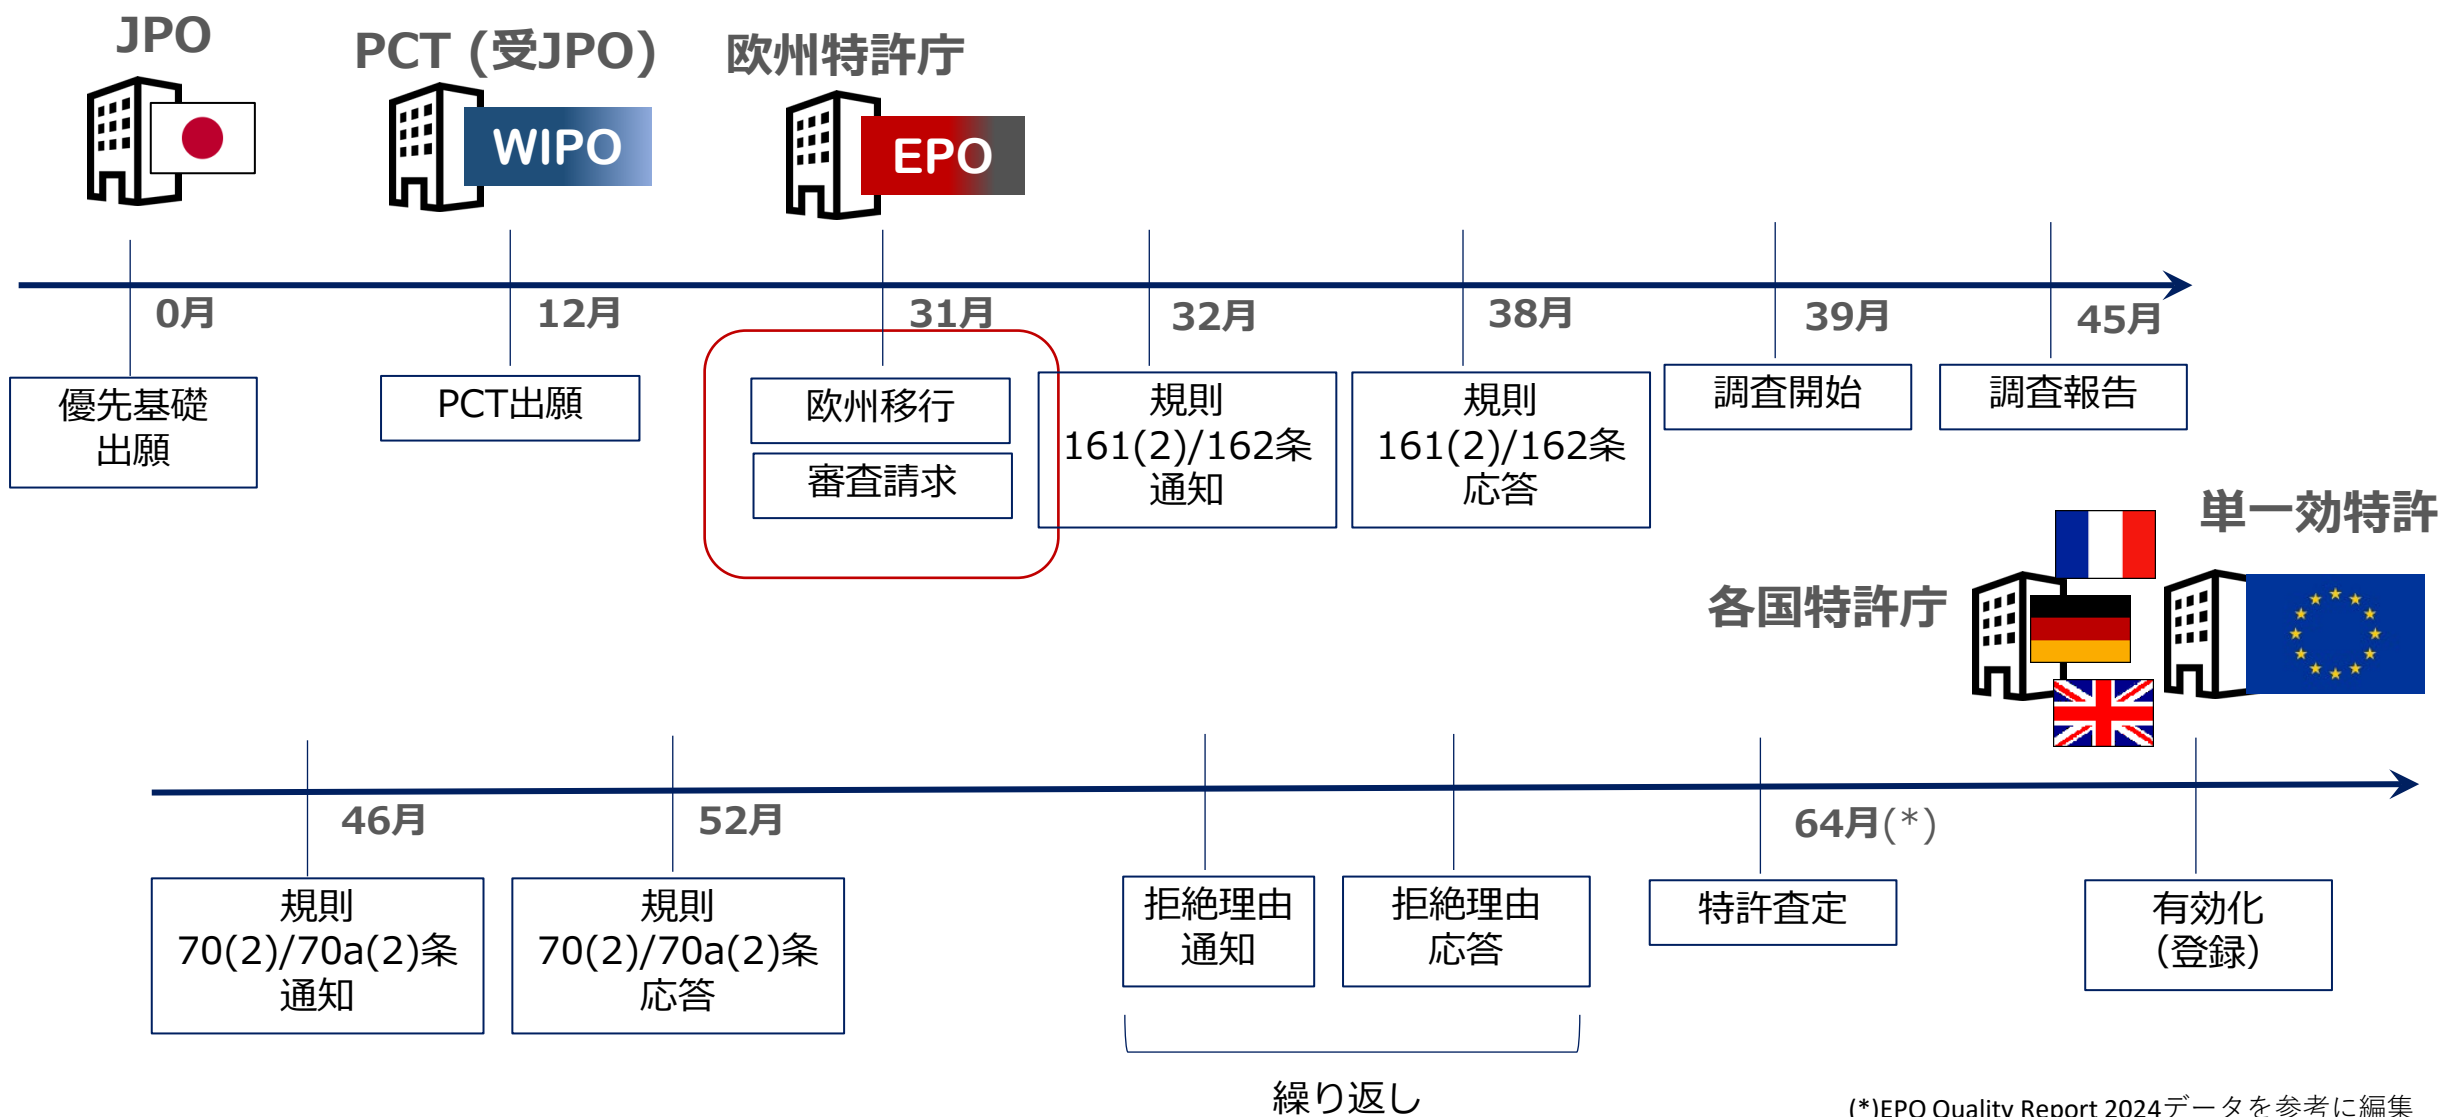 JPO
PCT (受JPO)
欧州特許庁
WIPO
EPO
0月
12月
31月
32月
38月
39月
45月
優先基礎
出願
PCT出願
欧州移行
審査請求
規則
161(2)/162条
通知
規則
161(2)/162条
応答
調査開始
調査報告
単一効特許
各国特許庁
46月
52月
64月(*)
規則
70(2)/70a(2)条
通知
規則
70(2)/70a(2)条
応答
拒絶理由
通知
拒絶理由
応答
特許査定
有効化
（登録）
繰り返し
(*)EPO Quality Report 2024データを参考に編集